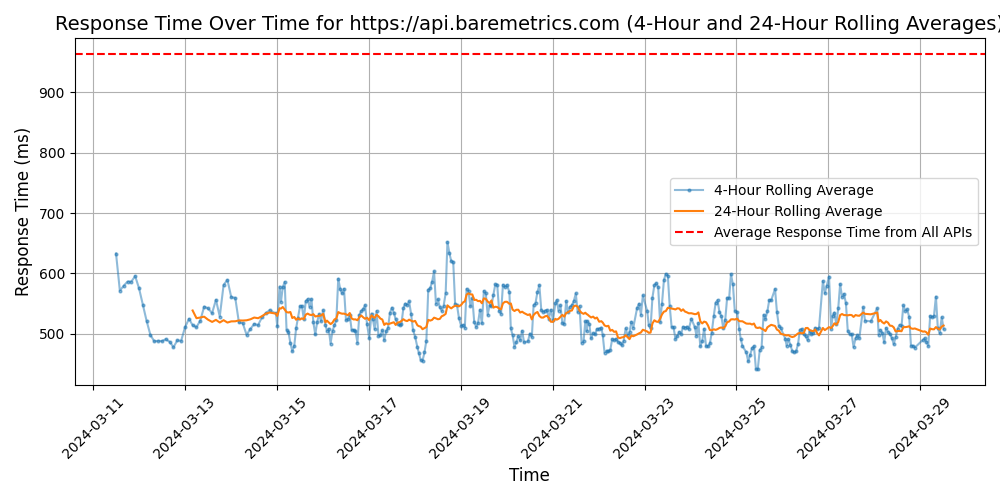 Response Time Over Time for https://api.baremetrics.com (4-Hour and 24-Hour Rolling Averages)
Response Time (ms)
900
800
700
600
500
4-Hour Rolling Average
24-Hour Rolling Average
Average Response Time from All APIs
2024-03-11
2024-03-13
2024-03-15
2024-03-17
2024-03-19
2024-03-21
2024-03-23
2024-03-25
2024-03-27
2024-03-29
Time